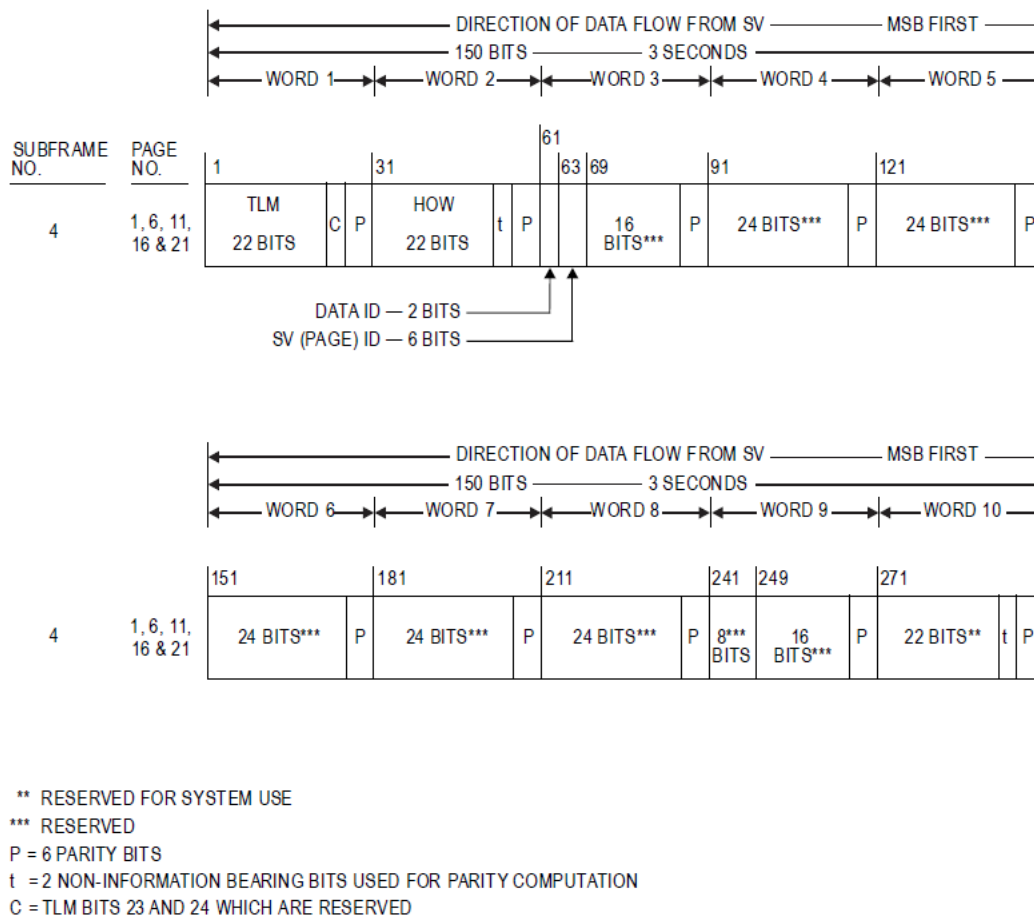 DIRECTION OF DATA FLOW FROM SV MSB FIRST
150 BITS 3 SECONDS
WORD 1 WORD 2 WORD 3 WORD 4 WORD 5
SUBFRAME NO. PAGE NO.
1 31 61 63 69 91 121
4 1, 6, 11, 16 & 21
TLM 22 BITS C P HOW 22 BITS t P 16 BITS*** P 24 BITS*** P 24 BITS*** P
DATA ID — 2 BITS
SV (PAGE) ID — 6 BITS
DIRECTION OF DATA FLOW FROM SV MSB FIRST
150 BITS 3 SECONDS
WORD 6 WORD 7 WORD 8 WORD 9 WORD 10
151 181 211 241 249 271
4 1, 6, 11, 16 & 21
24 BITS*** P 24 BITS*** P 24 BITS*** P 8*** BITS 16 BITS*** P 22 BITS** t P
** RESERVED FOR SYSTEM USE
*** RESERVED
P = 6 PARITY BITS
t = 2 NON-INFORMATION BEARING BITS USED FOR PARITY COMPUTATION
C = TLM BITS 23 AND 24 WHICH ARE RESERVED